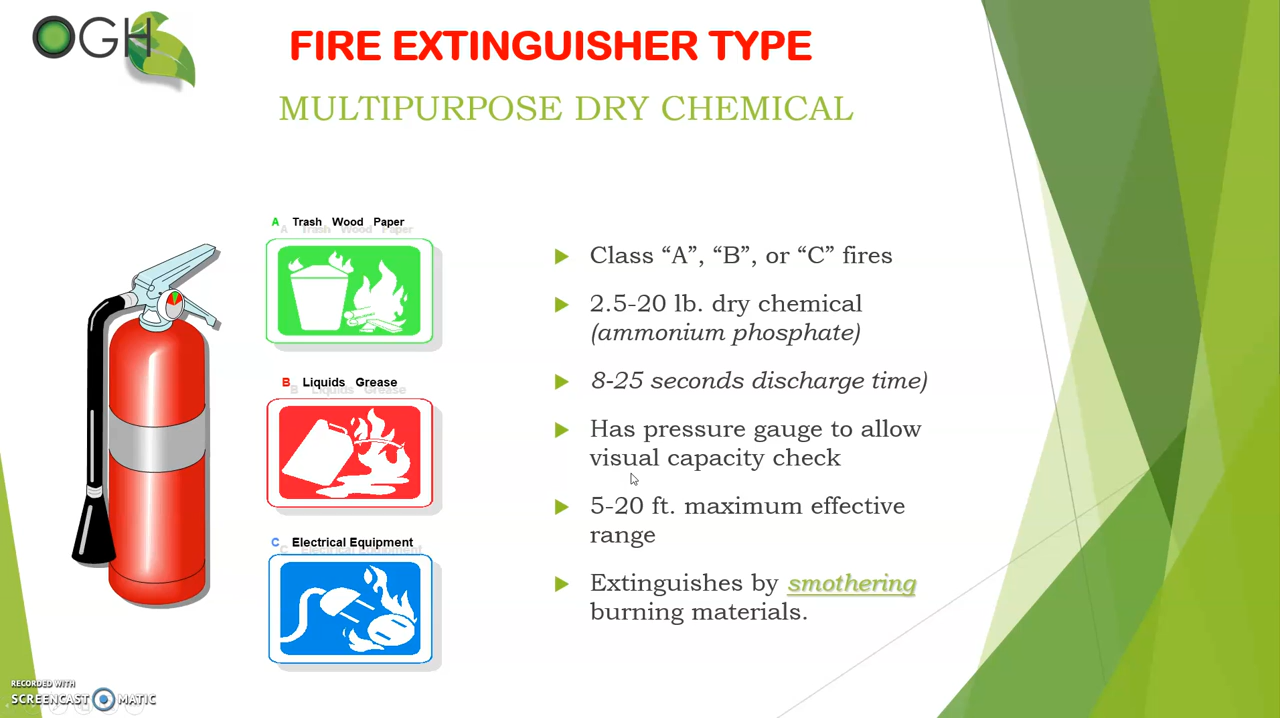 OGH
FIRE EXTINGUISHER TYPE
MULTIPURPOSE DRY CHEMICAL
A Trash Wood Paper
B Liquids Grease
C Electrical Equipment
Class “A”, “B”, or “C” fires
2.5-20 lb. dry chemical
(ammonium phosphate)
8-25 seconds discharge time)
Has pressure gauge to allow
visual capacity check
5-20 ft. maximum effective
range
Extinguishes by smothering
burning materials.
RECORDED WITH
SCREENCAST MATIC